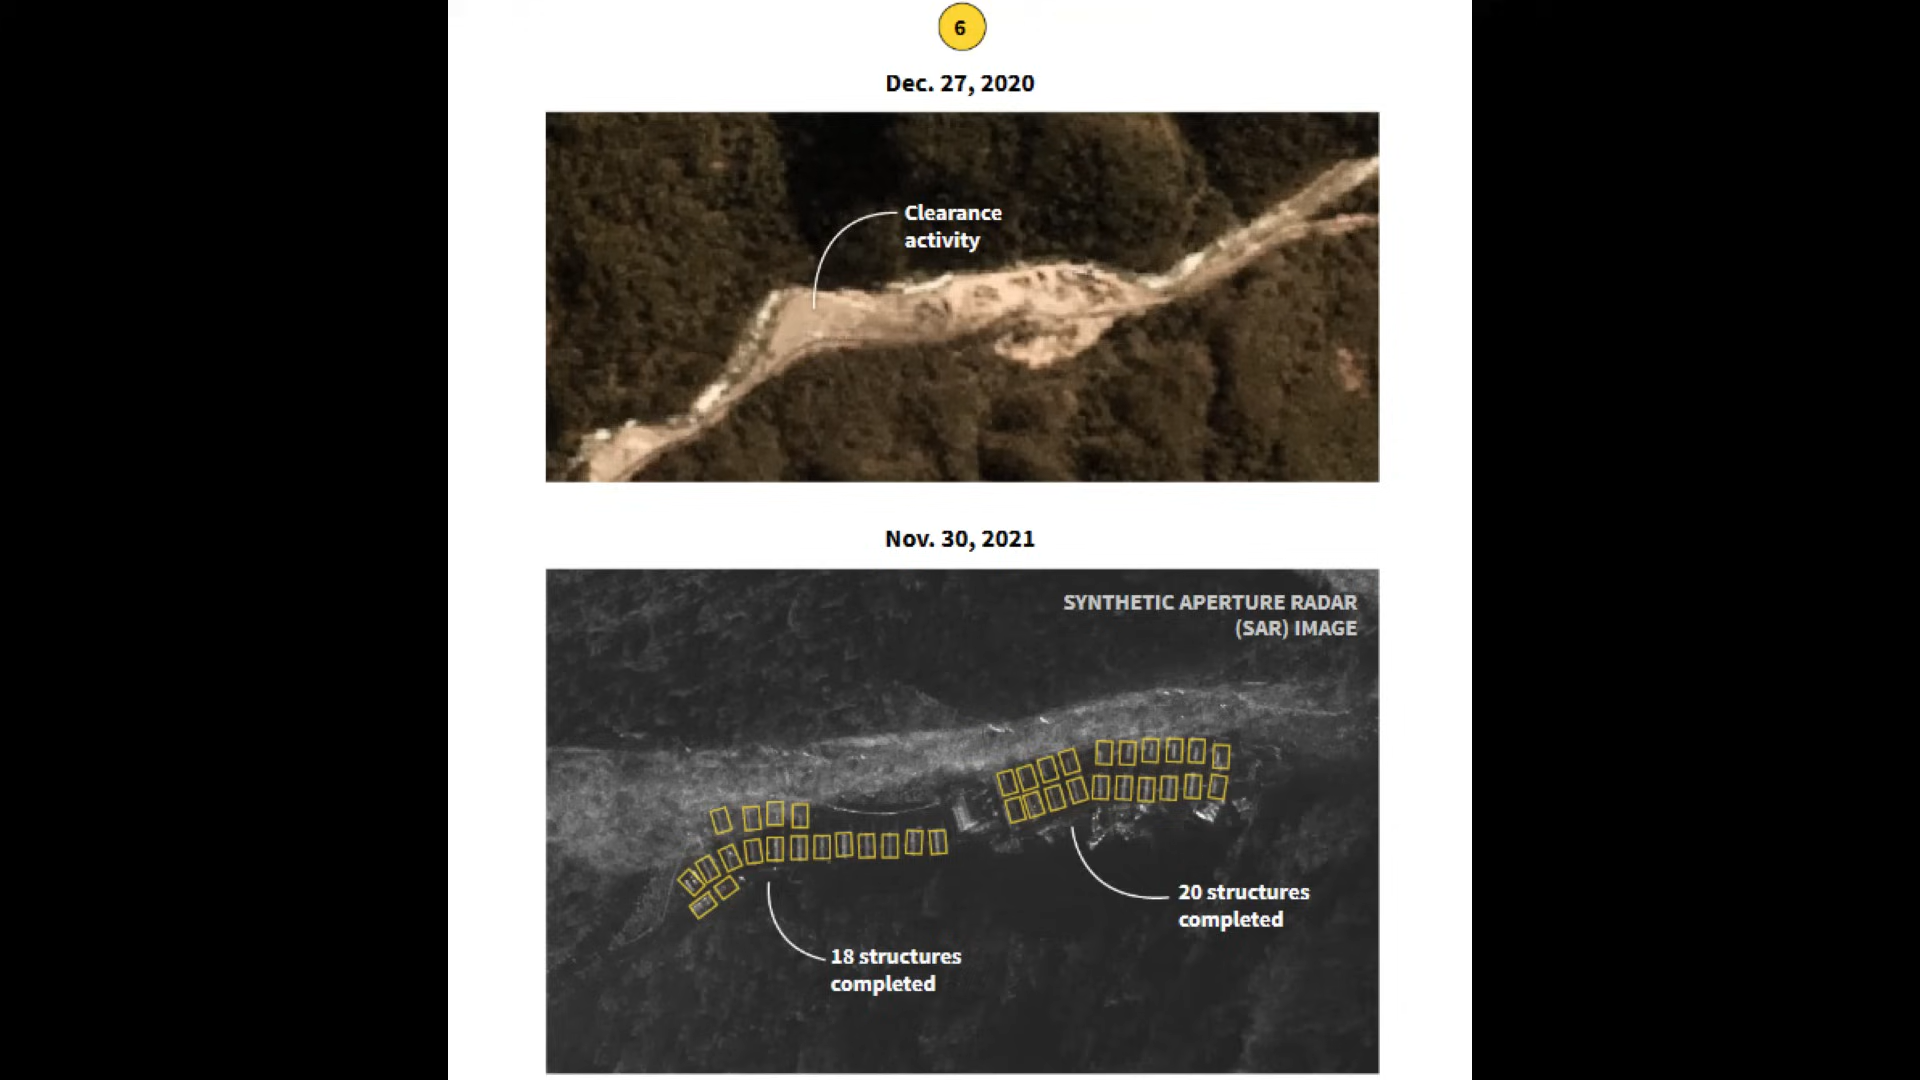 6
Dec. 27, 2020
Clearance
activity
Nov. 30, 2021
SYNTHETIC APERTURE RADAR
(SAR) IMAGE
20 structures
completed
18 structures
completed